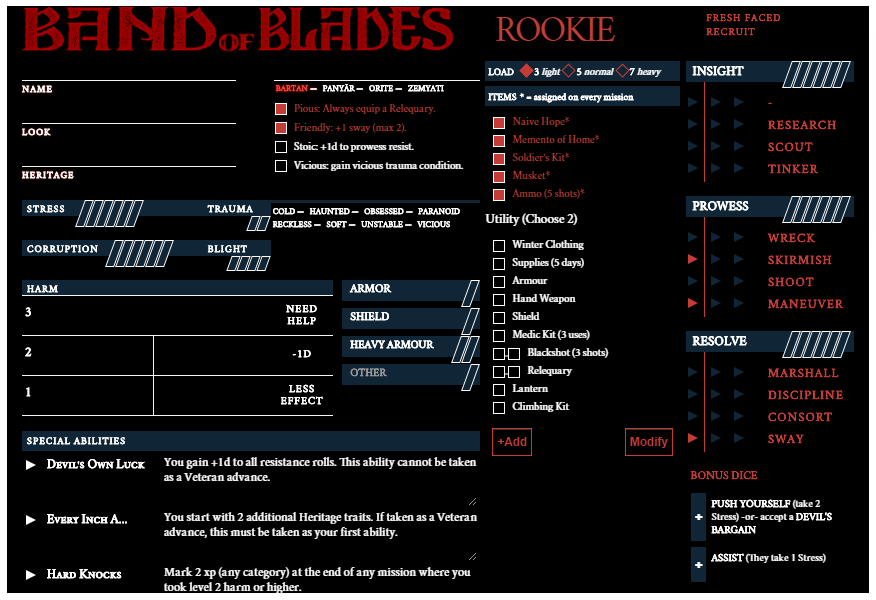 BAND OF BLADES
ROOKIE
FRESH FACED
RECRUIT
NAME
LOOK
HERITAGE
BARTAN – PANYÄR – ORITE – ZEMYATI
Pious: Always equip a Relequary.
Friendly: +1 sway (max 2).
Stoic: +1d to prowess resist.
Vicious: gain vicious trauma condition.
STRESS
TRAUMA
COLD – HAUNTED – OBSESSED – PARANOID
RECKLESS – SOFT – UNSTABLE – VICIOUS
CORRUPTION
BLIGHT
HARM
3
NEED
HELP
2
-1D
1
LESS
EFFECT
ARMOR
SHIELD
HEAVY ARMOUR
OTHER
SPECIAL ABILITIES
DEVIL'S OWN LUCK
You gain +1d to all resistance rolls. This ability cannot be taken
as a Veteran advance.
EVERY INCH A...
You start with 2 additional Heritage traits. If taken as a Veteran
advance, this must be taken as your first ability.
HARD KNOCKS
Mark 2 xp (any category) at the end of any mission where you
took level 2 harm or higher.
LOAD 3 light 5 normal 7 heavy
ITEMS * = assigned on every mission
Naive Hope*
Memento of Home*
Soldier's Kit*
Musket*
Ammo (5 shots)*
Utility (Choose 2)
Winter Clothing
Supplies (5 days)
Armour
Hand Weapon
Shield
Medic Kit (3 uses)
Blackshot (3 shots)
Relequary
Lantern
Climbing Kit
+Add
Modify
INSIGHT
-
RESEARCH
SCOUT
TINKER
PROWESS
WRECK
SKIRMISH
SHOOT
MANEUVER
RESOLVE
MARSHALL
DISCIPLINE
CONSORT
SWAY
BONUS DICE
+ PUSH YOURSELF (take 2
Stress) -or- accept a DEVIL'S
BARGAIN
+ ASSIST (They take 1 Stress)